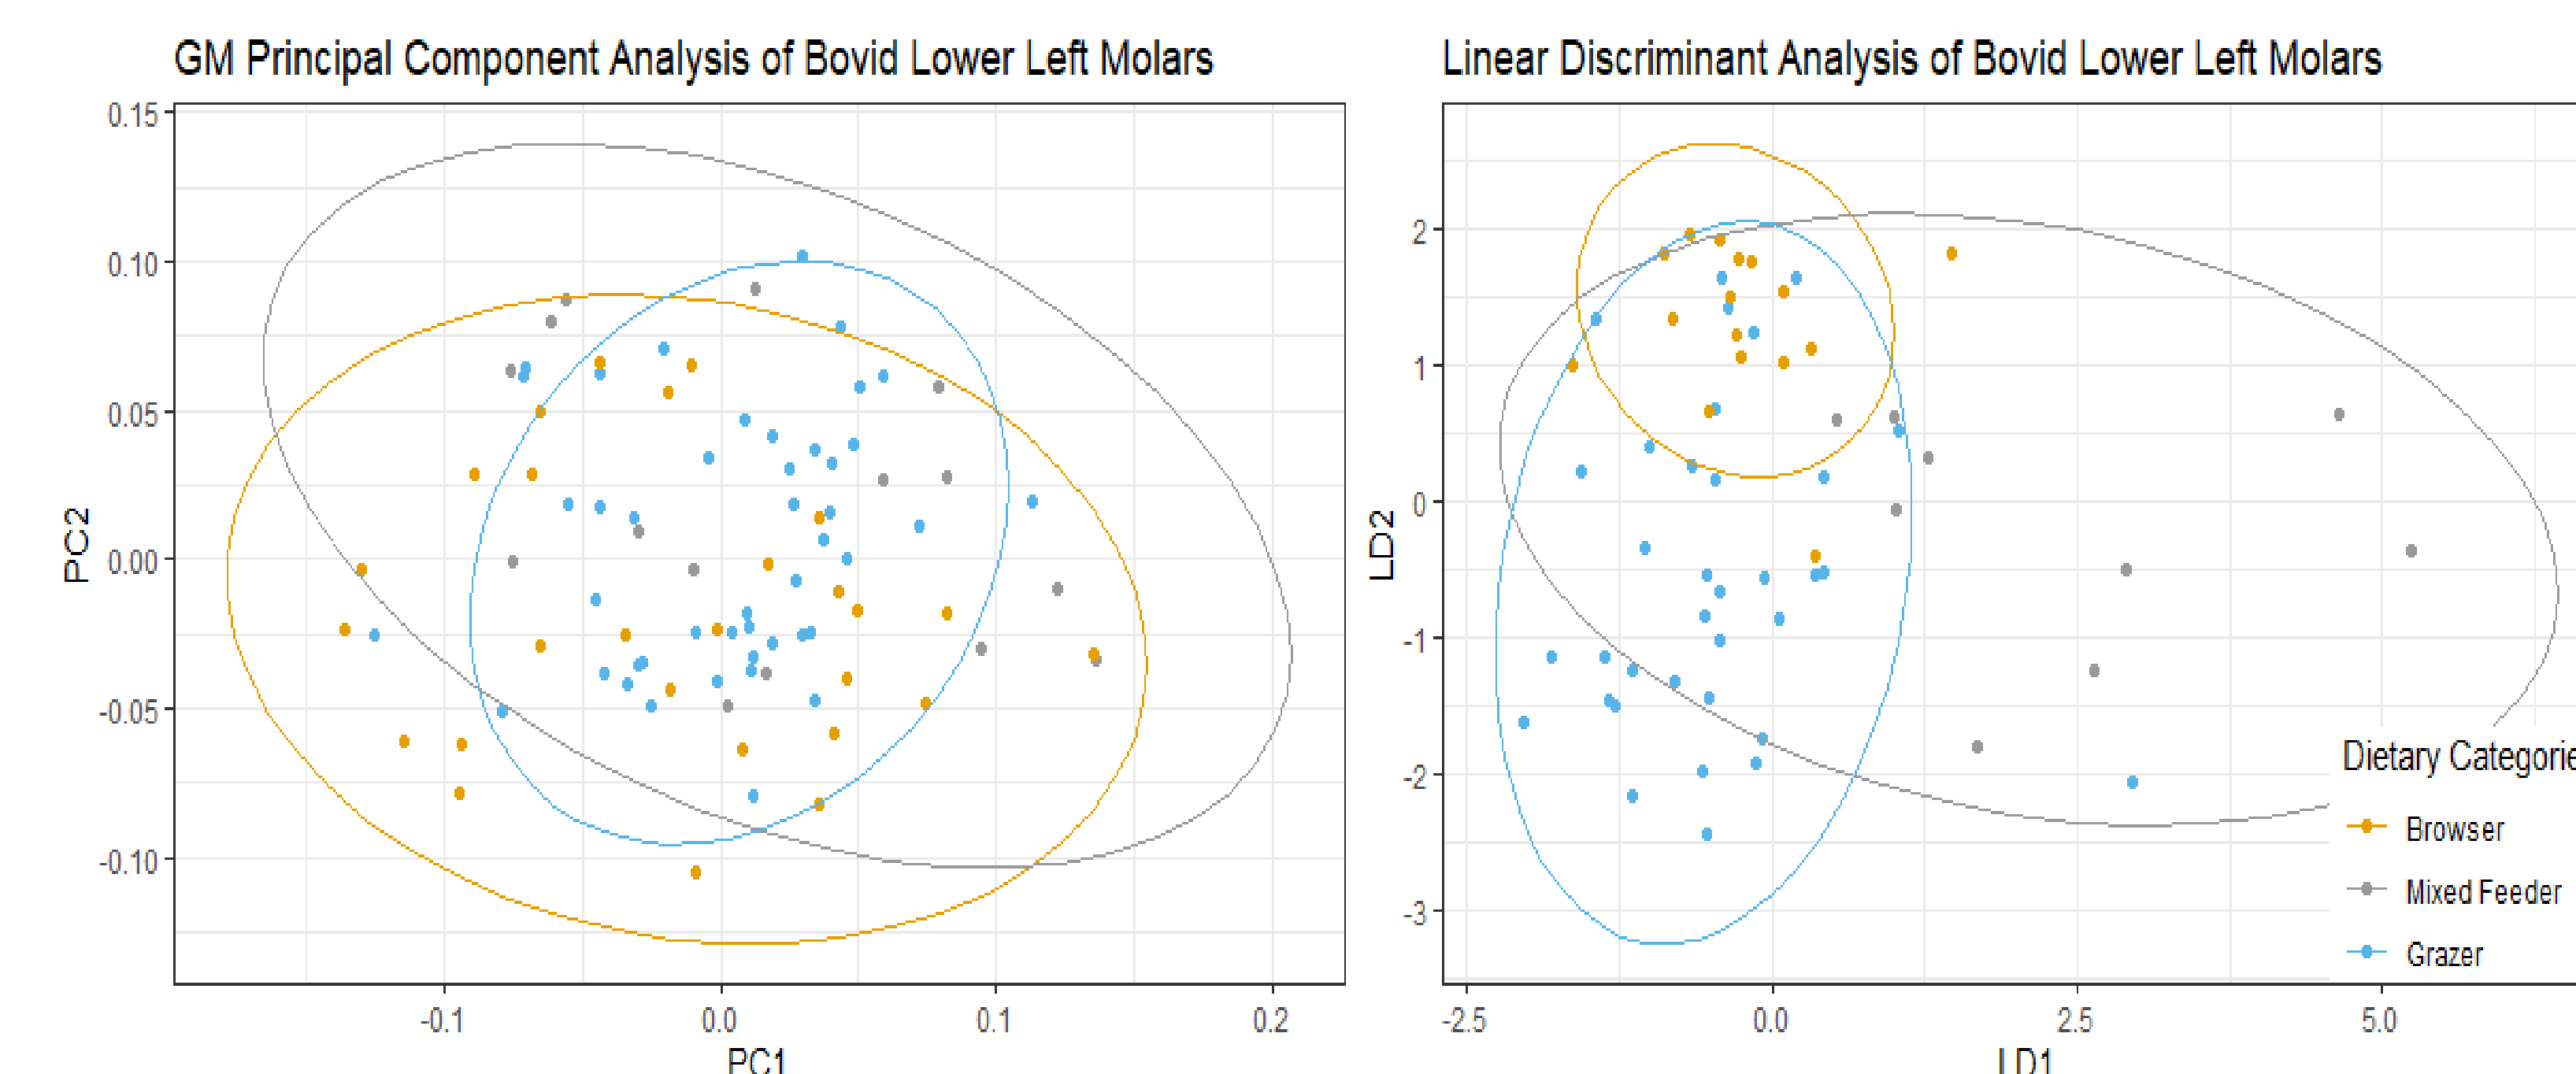 GM Principal Component Analysis of Bovid Lower Left Molars
0.15
0.10
0.05
0.00
-0.05
-0.10
PC2
-0.1
0.0
0.1
0.2
PC1
Linear Discriminant Analysis of Bovid Lower Left Molars
2
1
0
-1
-2
-3
LD2
-2.5
0.0
2.5
5.0
LD1
Dietary Categorie
Browser
Mixed Feeder
Grazer